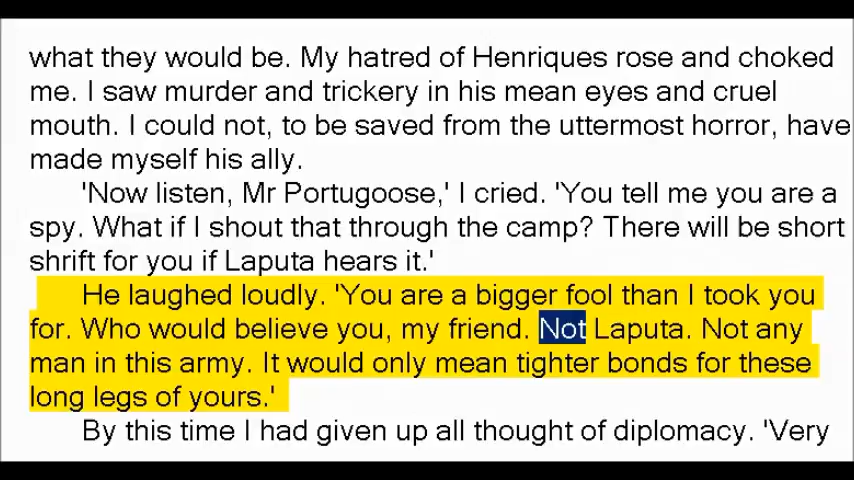 what they would be. My hatred of Henriques rose and choked
me. I saw murder and trickery in his mean eyes and cruel
mouth. I could not, to be saved from the uttermost horror, have
made myself his ally.
'Now listen, Mr Portugoose,' I cried. 'You tell me you are a
spy. What if I shout that through the camp? There will be short
shrift for you if Laputa hears it.'
He laughed loudly. 'You are a bigger fool than I took you
for. Who would believe you, my friend. Not Laputa. Not any
man in this army. It would only mean tighter bonds for these
long legs of yours.'
By this time I had given up all thought of diplomacy. 'Very